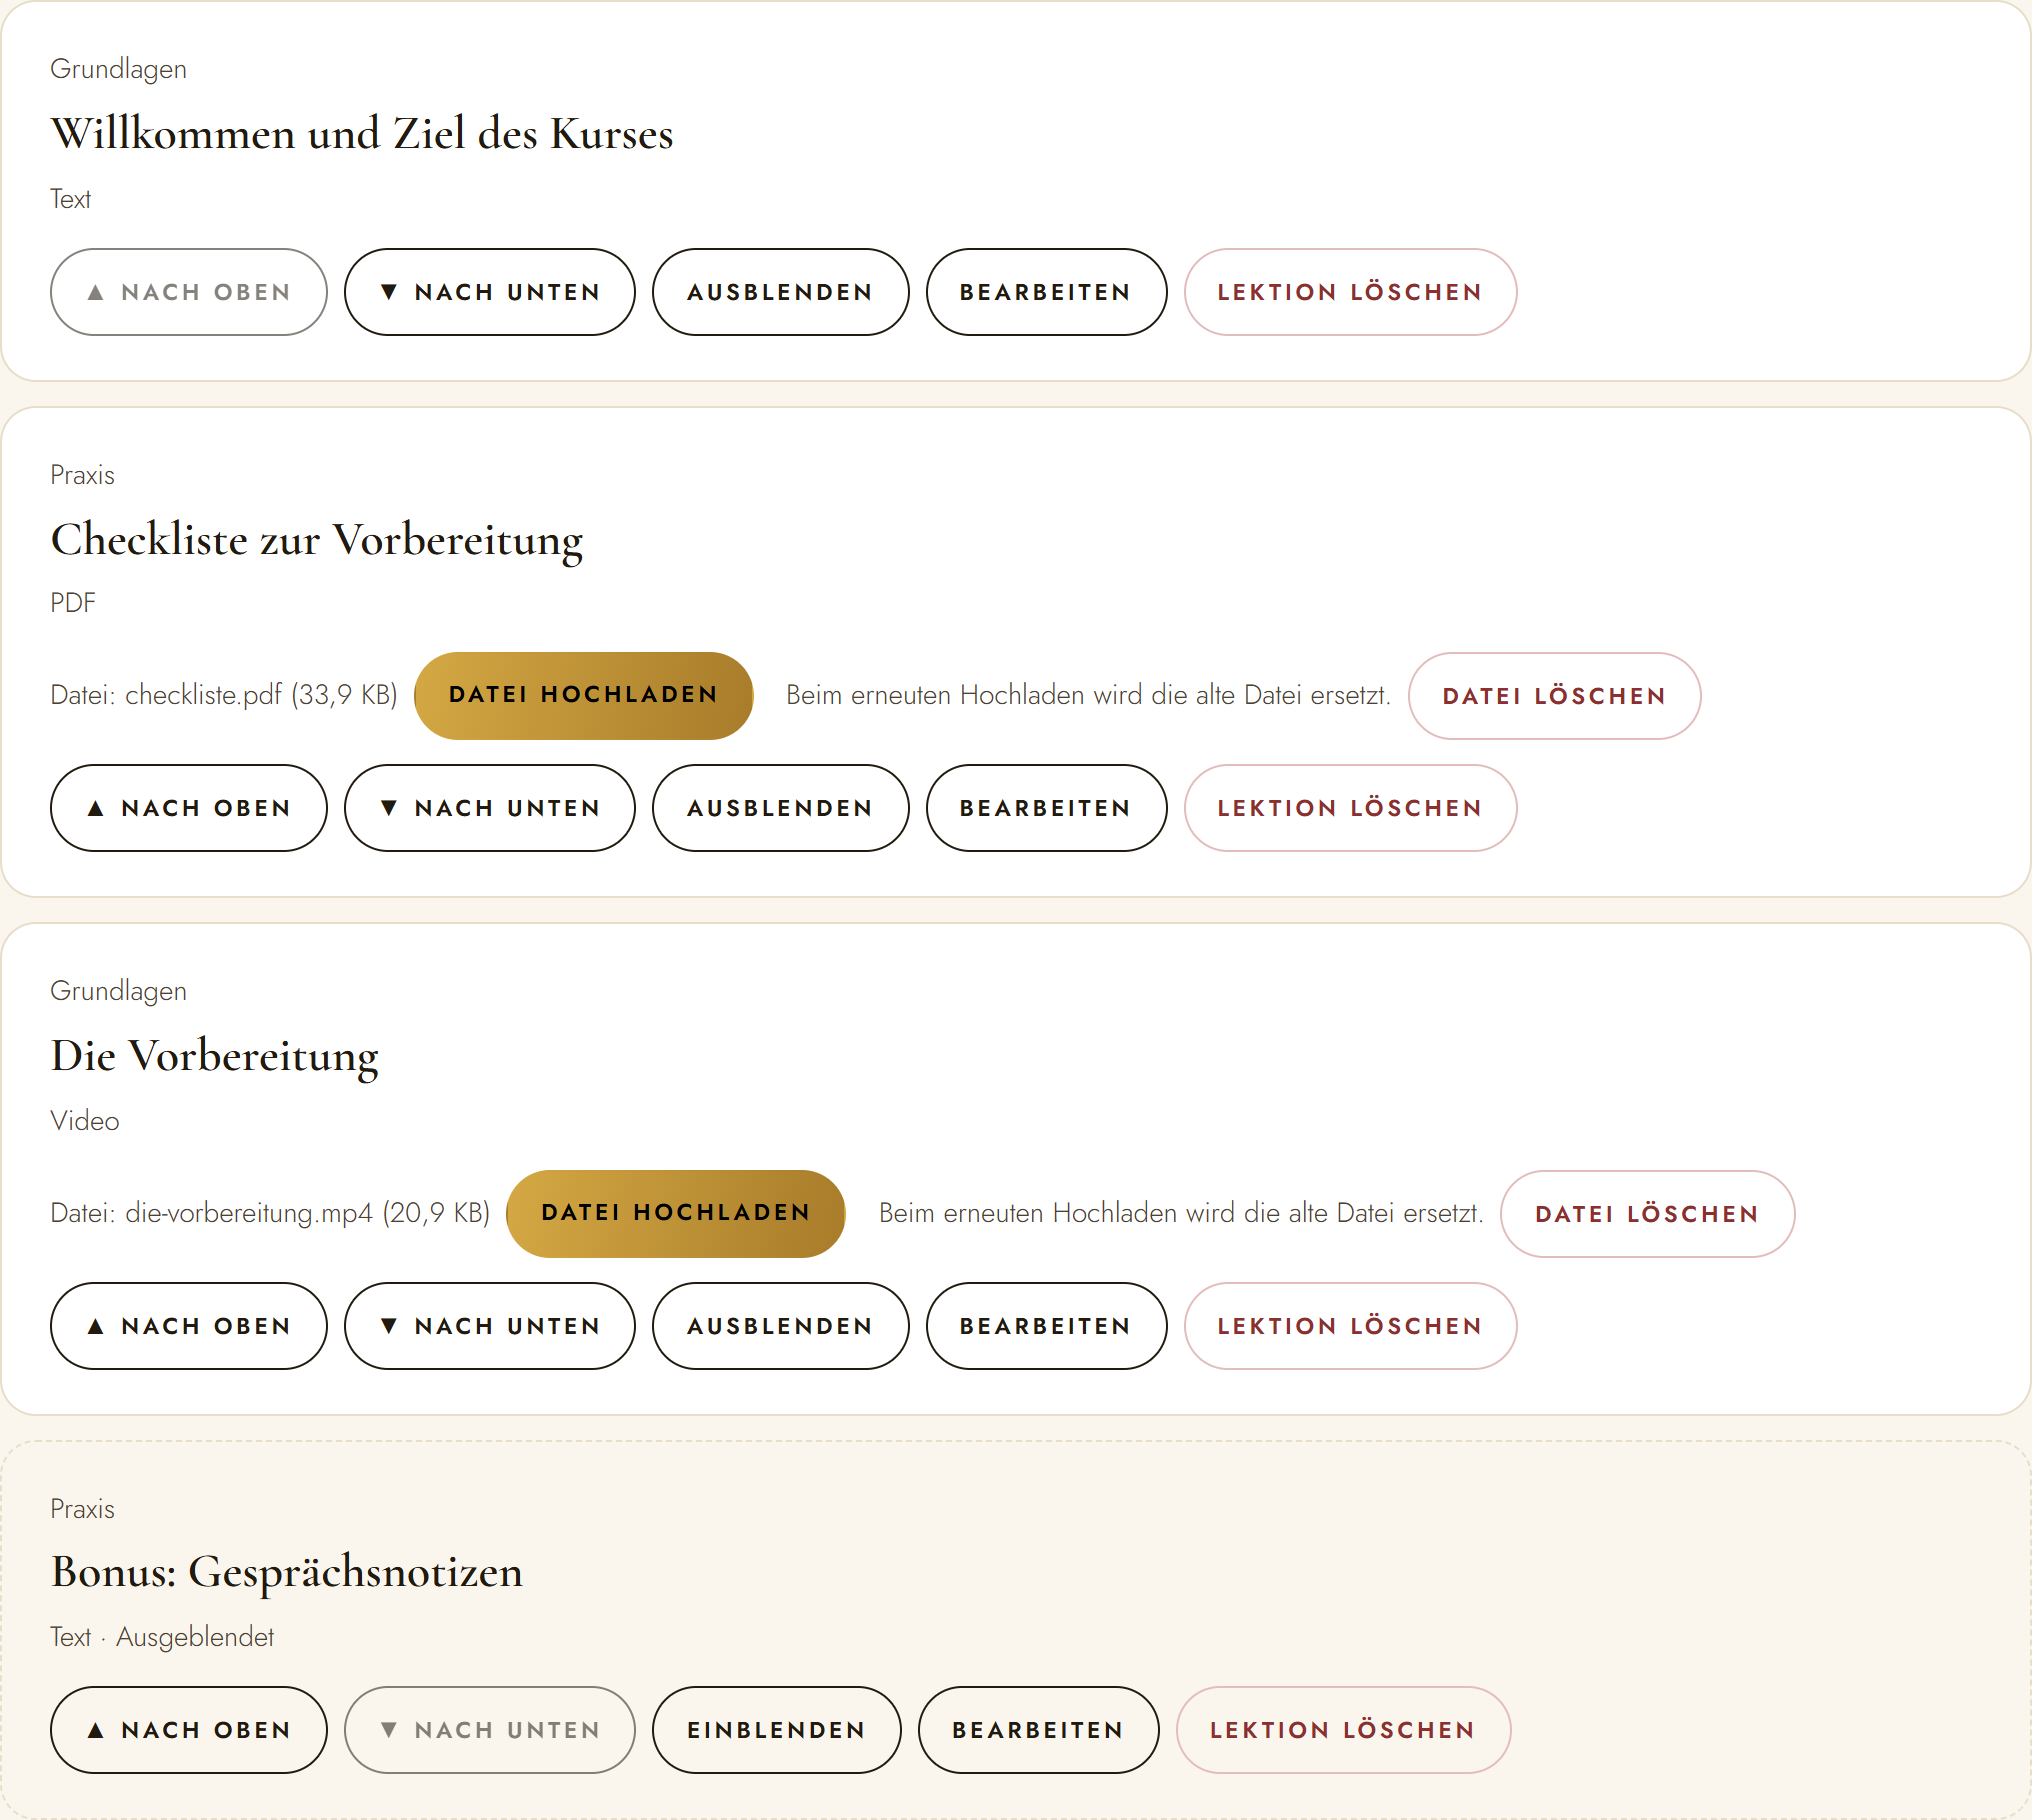 Grundlagen
Willkommen und Ziel des Kurses
Text
▲ NACH OBEN ▼ NACH UNTEN AUSBLENDEN BEARBEITEN LEKTION LÖSCHEN
Praxis
Checkliste zur Vorbereitung
PDF
Datei: checkliste.pdf (33,9 KB) DATEI HOCHLADEN Beim erneuten Hochladen wird die alte Datei ersetzt. DATEI LÖSCHEN
▲ NACH OBEN ▼ NACH UNTEN AUSBLENDEN BEARBEITEN LEKTION LÖSCHEN
Grundlagen
Die Vorbereitung
Video
Datei: die-vorbereitung.mp4 (20,9 KB) DATEI HOCHLADEN Beim erneuten Hochladen wird die alte Datei ersetzt. DATEI LÖSCHEN
▲ NACH OBEN ▼ NACH UNTEN AUSBLENDEN BEARBEITEN LEKTION LÖSCHEN
Praxis
Bonus: Gesprächsnotizen
Text · Ausgeblendet
▲ NACH OBEN ▼ NACH UNTEN EINBLENDEN BEARBEITEN LEKTION LÖSCHEN